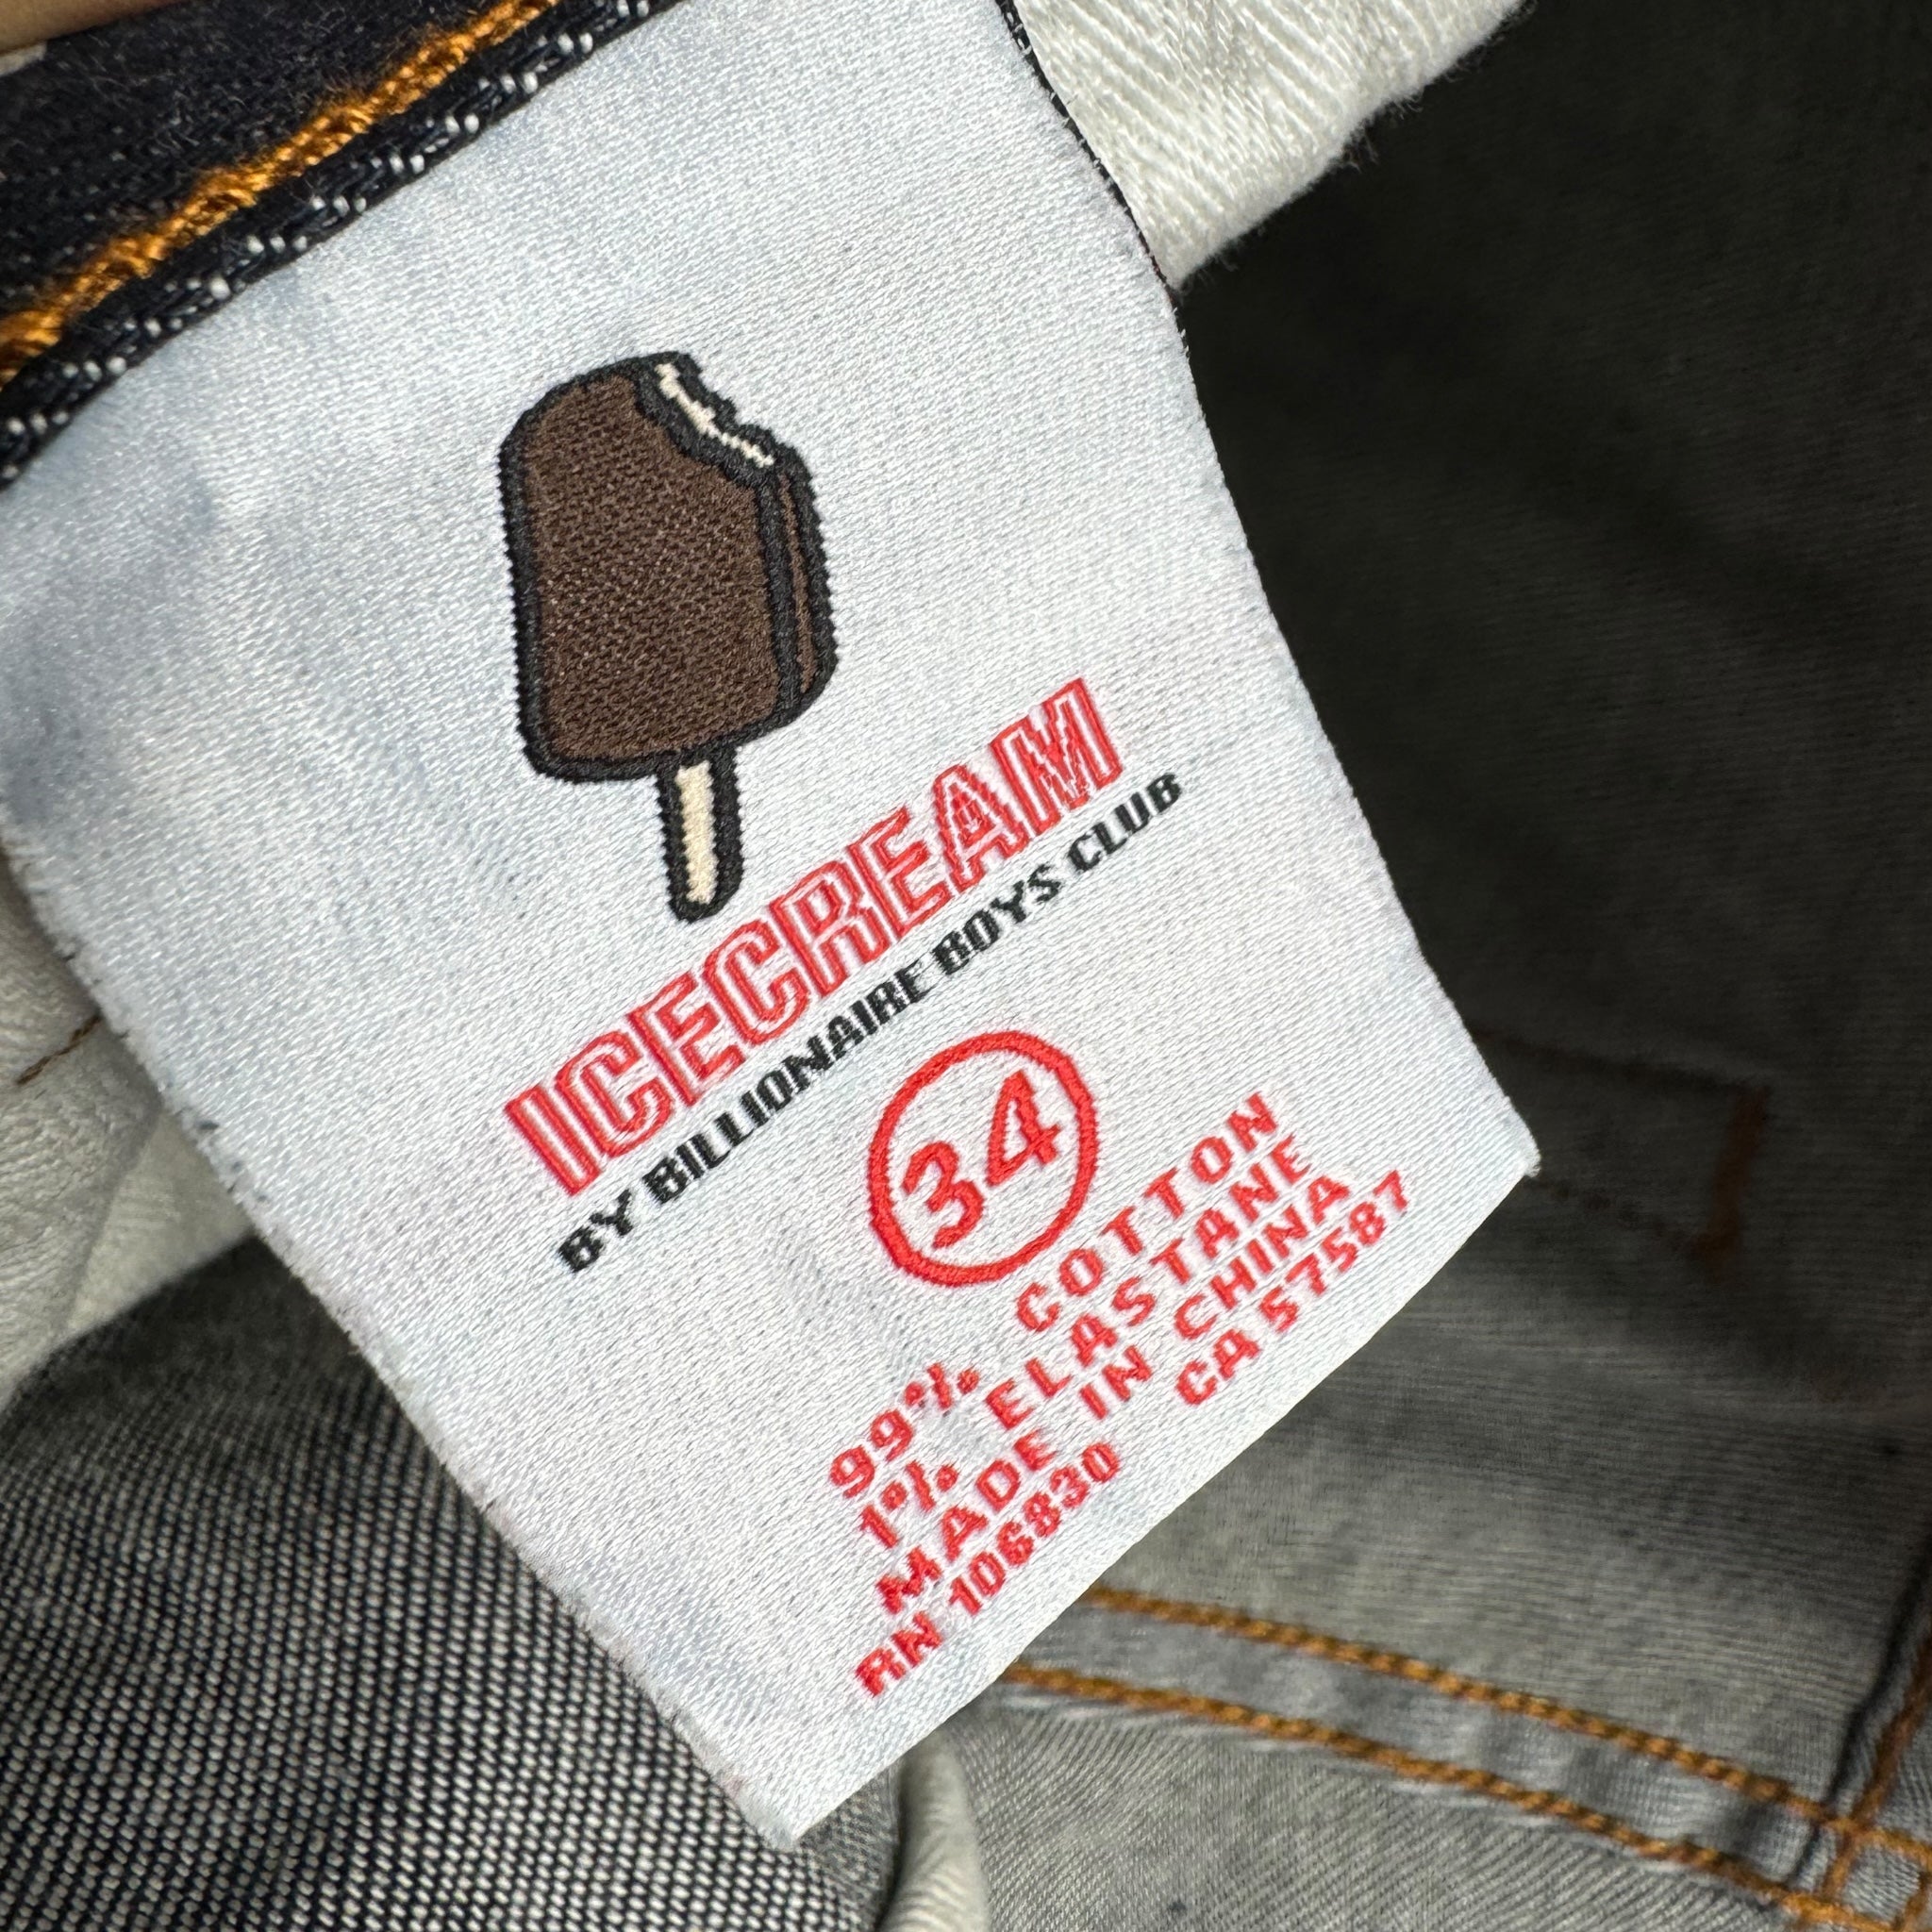 ICECREAM
BY BILLIONAIRE BOYS CLUB
34
99% COTTON
1% ELASTANE
MADE IN CHINA
RN 106830 CA 57587